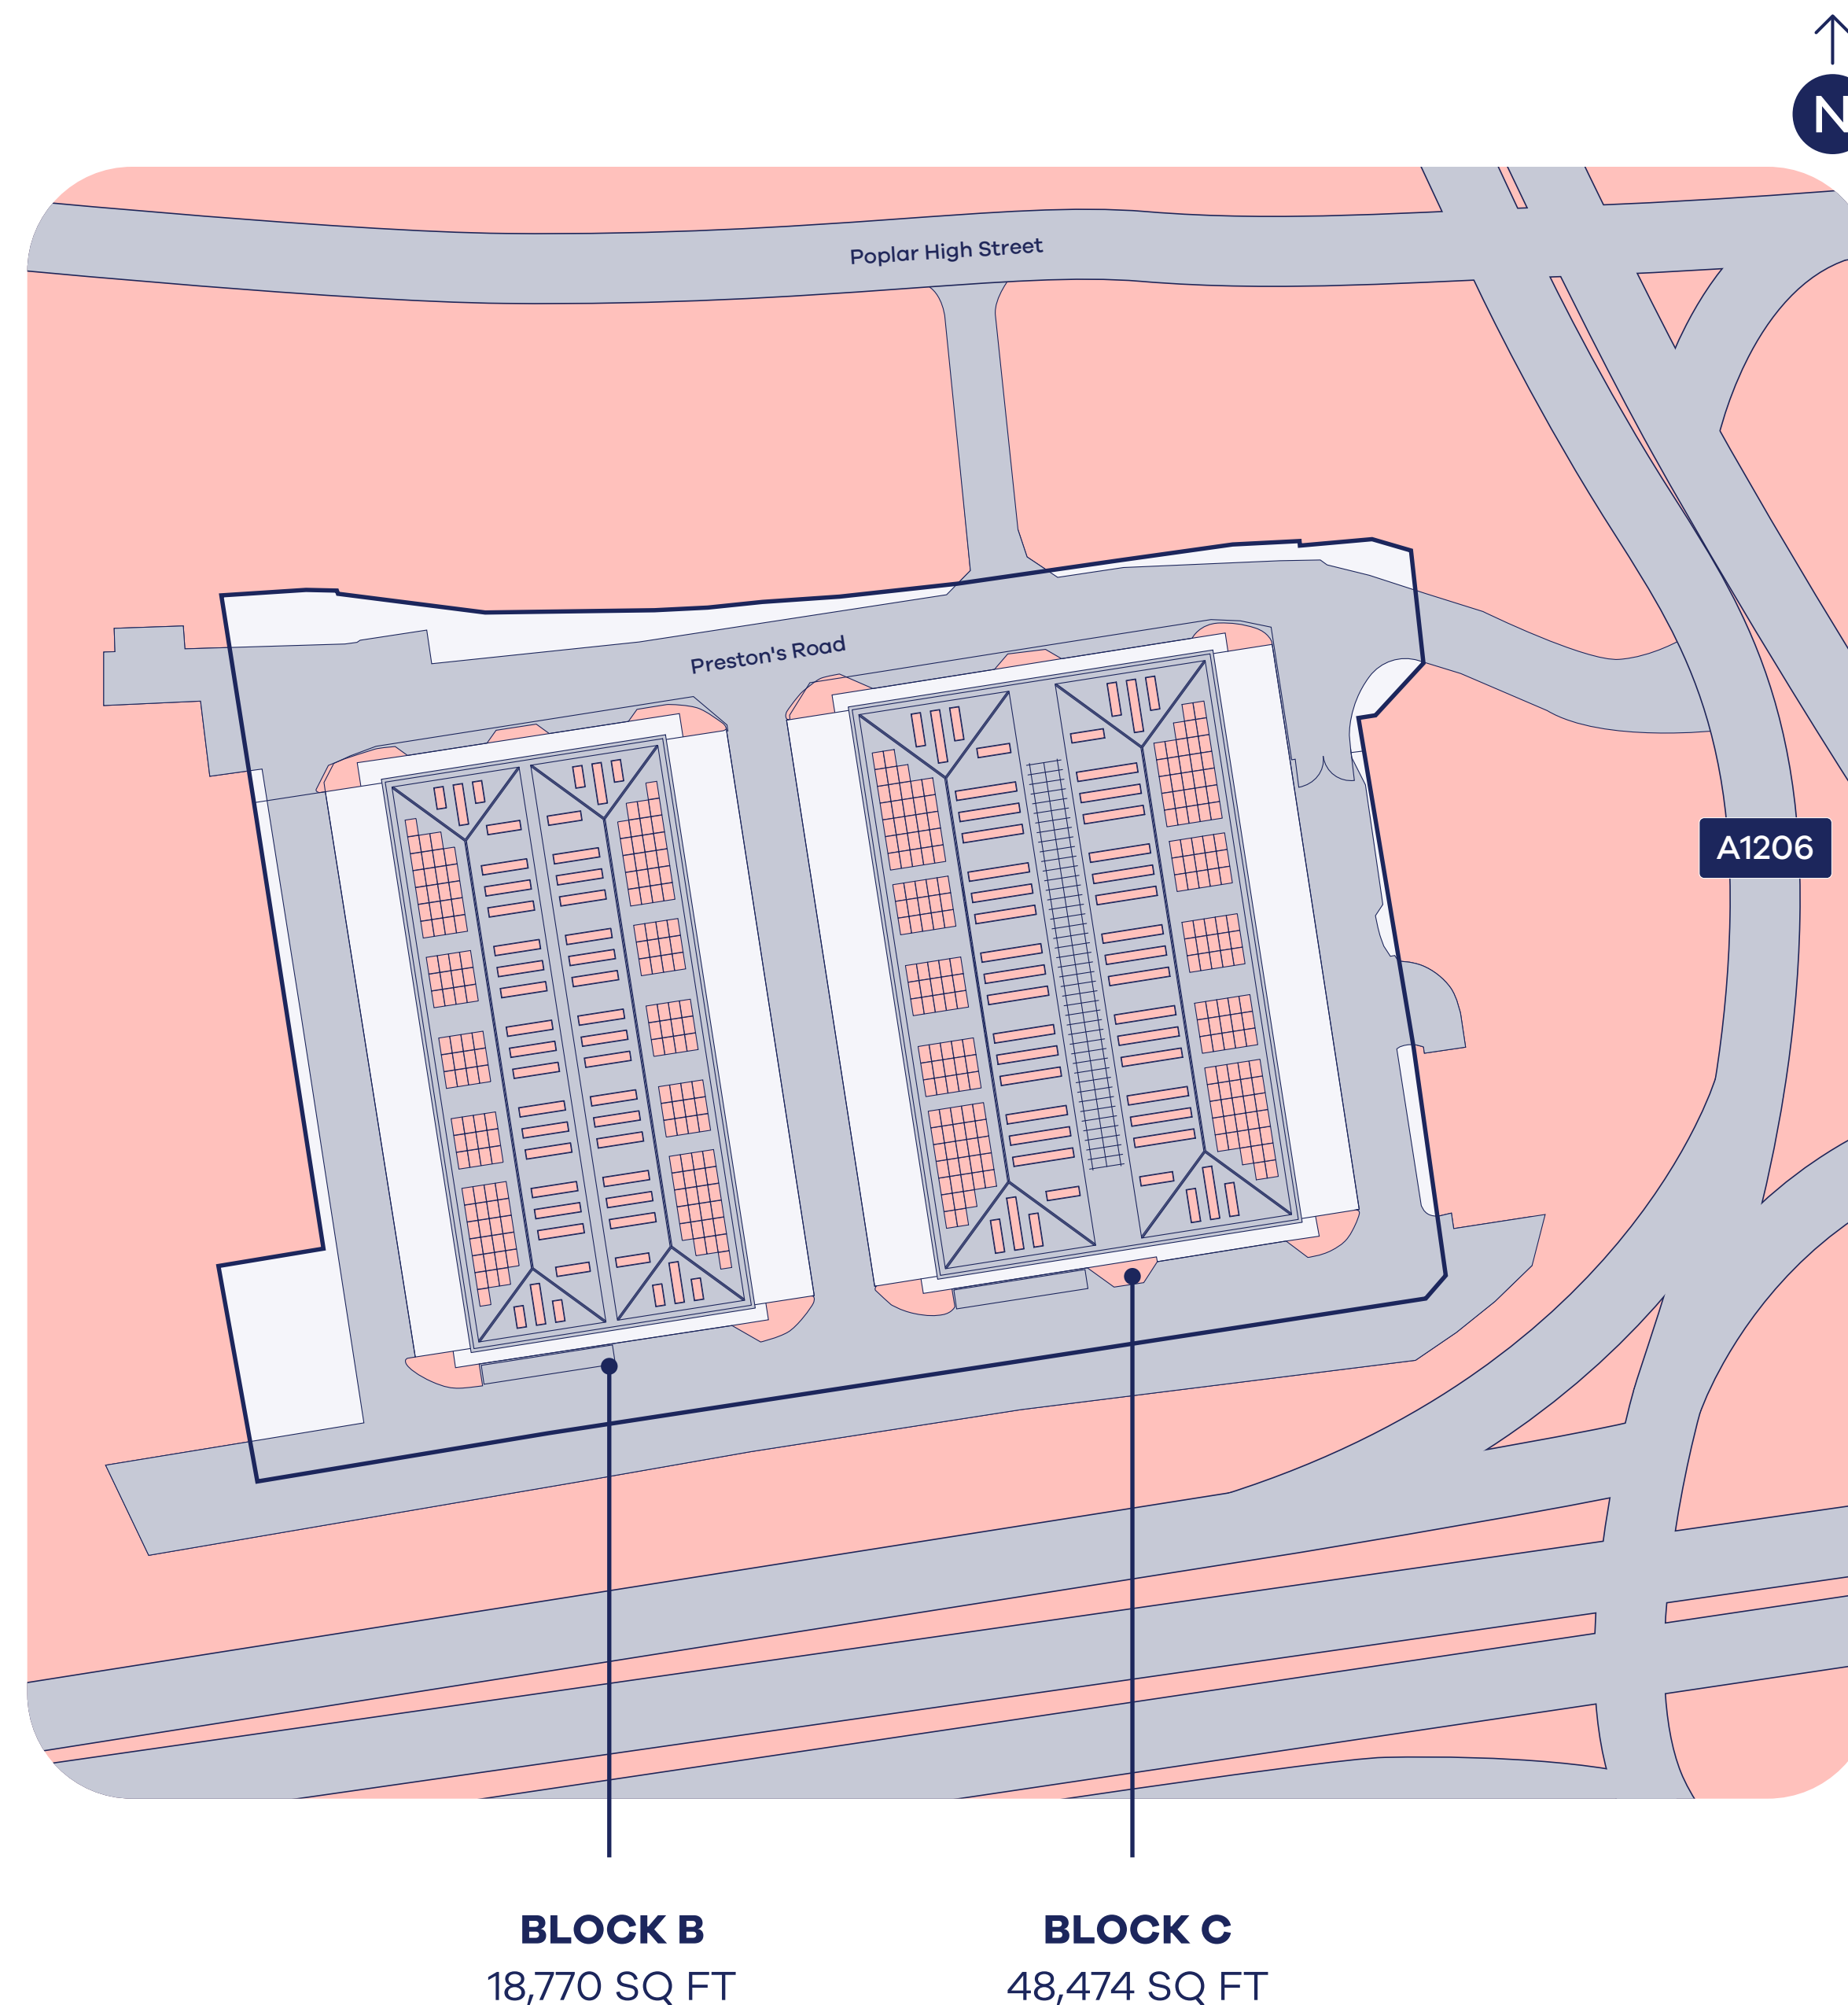 N
Poplar High Street
Preston's Road
A1206
BLOCK B
18,770 SQ FT
BLOCK C
48,474 SQ FT